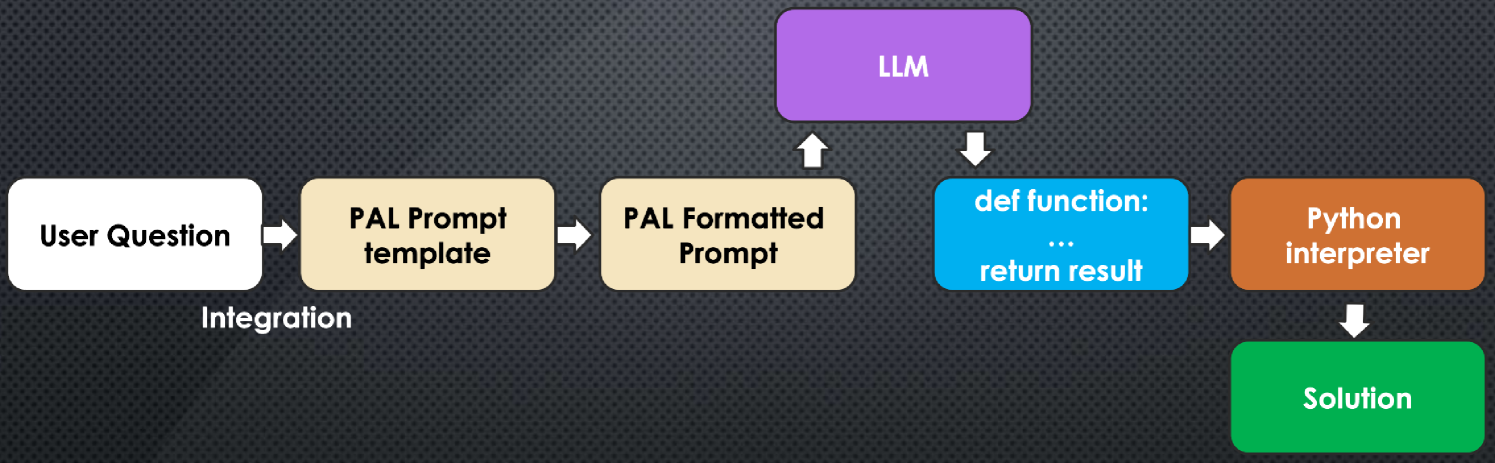 LLM
User Question
PAL Prompt
template
PAL Formatted
Prompt
def function:
...
return result
Python
interpreter
Integration
Solution